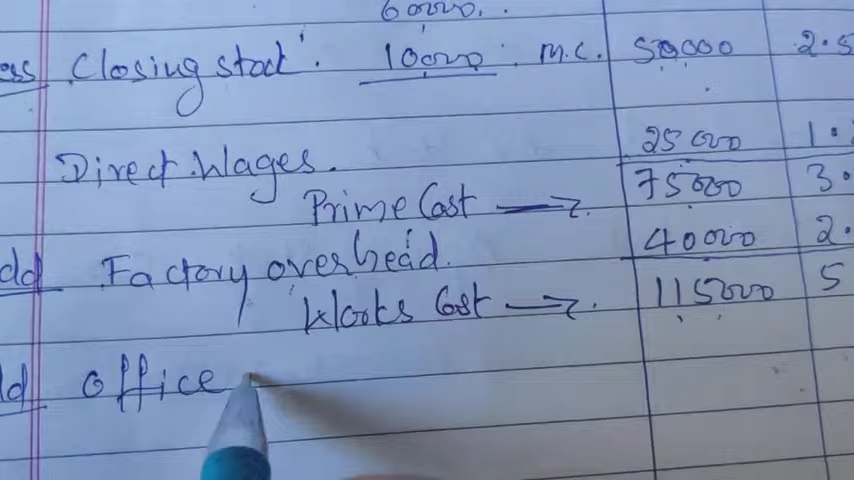 60000.
ess Closing stock. 10000. m.c. 50000 2.5
Direct Wages. 25000 1.
Prime Cost → 75000 3.
dd Factory overhead. 40000 2.
Works Cost → 115000 5
dd office